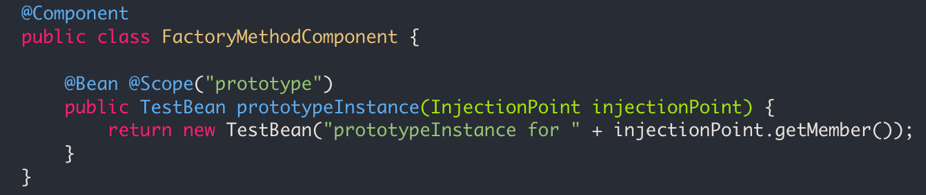 @Component
public class FactoryMethodComponent {
@Bean @Scope("prototype")
public TestBean prototypeInstance(InjectionPoint injectionPoint) {
return new TestBean("prototypeInstance for " + injectionPoint.getMember());
}
}